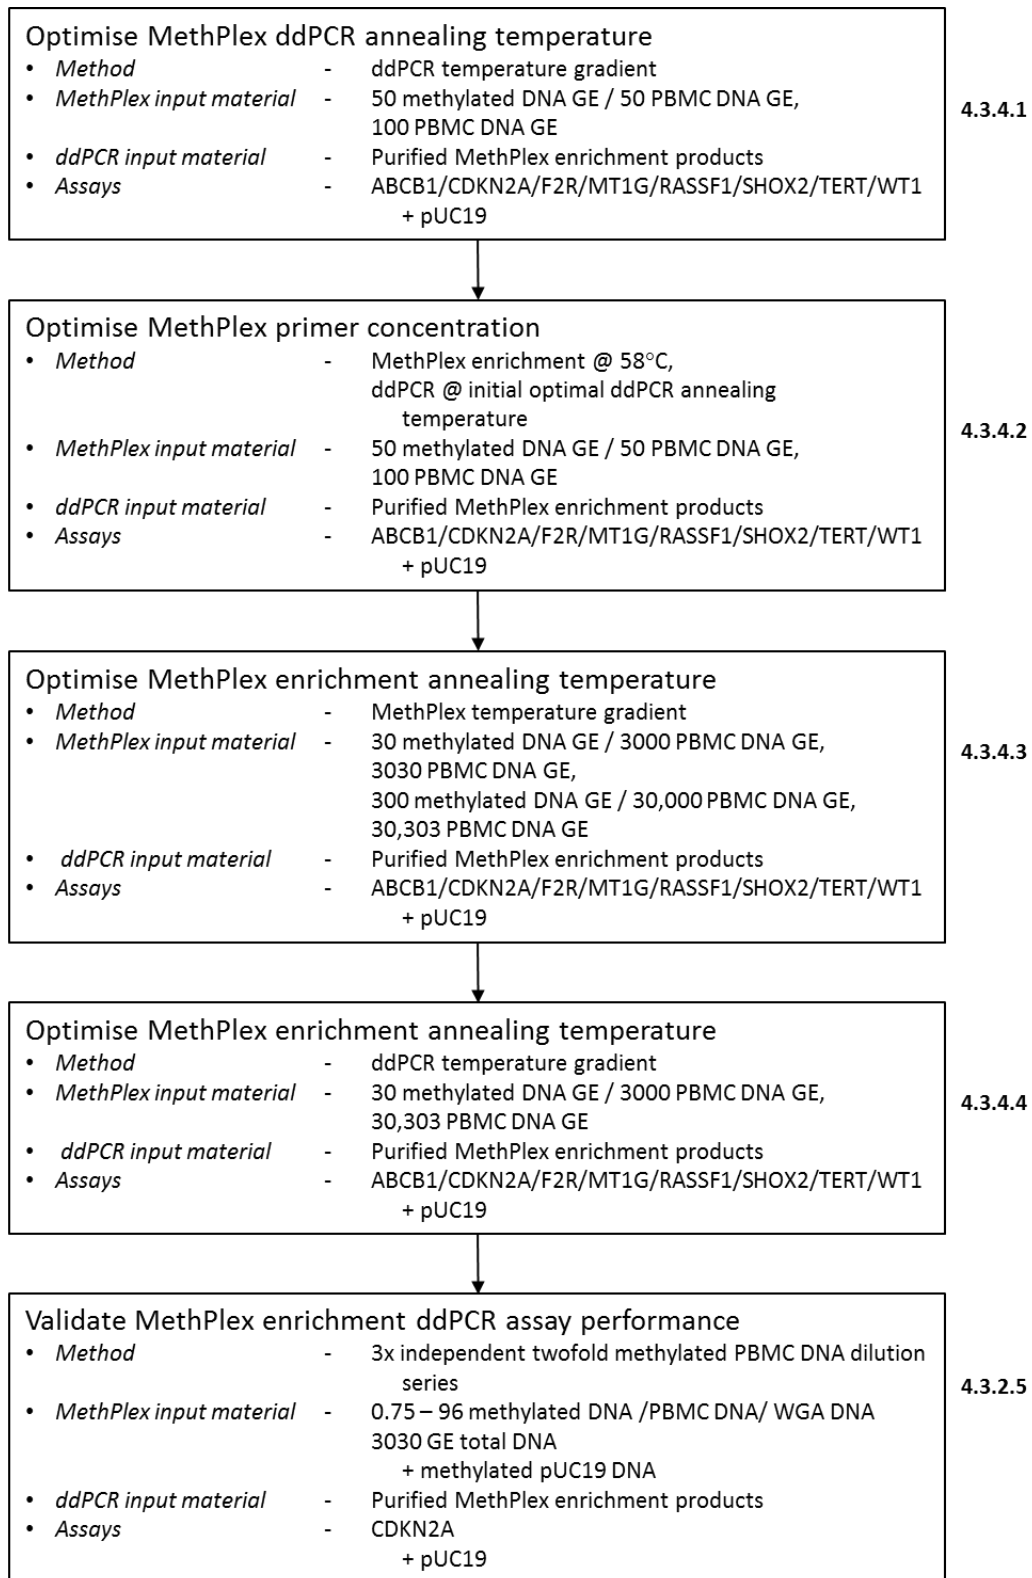 Optimise MethPlex ddPCR annealing temperature
• Method - ddPCR temperature gradient
• MethPlex input material - 50 methylated DNA GE / 50 PBMC DNA GE,
100 PBMC DNA GE
• ddPCR input material - Purified MethPlex enrichment products
• Assays - ABCB1/CDKN2A/F2R/MT1G/RASSF1/SHOX2/TERT/WT1
+ pUC19
4.3.4.1
Optimise MethPlex primer concentration
• Method - MethPlex enrichment @ 58°C,
ddPCR @ initial optimal ddPCR annealing
temperature
• MethPlex input material - 50 methylated DNA GE / 50 PBMC DNA GE,
100 PBMC DNA GE
• ddPCR input material - Purified MethPlex enrichment products
• Assays - ABCB1/CDKN2A/F2R/MT1G/RASSF1/SHOX2/TERT/WT1
+ pUC19
4.3.4.2
Optimise MethPlex enrichment annealing temperature
• Method - MethPlex temperature gradient
• MethPlex input material - 30 methylated DNA GE / 3000 PBMC DNA GE,
3030 PBMC DNA GE,
300 methylated DNA GE / 30,000 PBMC DNA GE,
30,303 PBMC DNA GE
• ddPCR input material - Purified MethPlex enrichment products
• Assays - ABCB1/CDKN2A/F2R/MT1G/RASSF1/SHOX2/TERT/WT1
+ pUC19
4.3.4.3
Optimise MethPlex enrichment annealing temperature
• Method - ddPCR temperature gradient
• MethPlex input material - 30 methylated DNA GE / 3000 PBMC DNA GE,
30,303 PBMC DNA GE
• ddPCR input material - Purified MethPlex enrichment products
• Assays - ABCB1/CDKN2A/F2R/MT1G/RASSF1/SHOX2/TERT/WT1
+ pUC19
4.3.4.4
Validate MethPlex enrichment ddPCR assay performance
• Method - 3x independent twofold methylated PBMC DNA dilution
series
• MethPlex input material - 0.75 – 96 methylated DNA /PBMC DNA/ WGA DNA
3030 GE total DNA
+ methylated pUC19 DNA
• ddPCR input material - Purified MethPlex enrichment products
• Assays - CDKN2A
+ pUC19
4.3.2.5